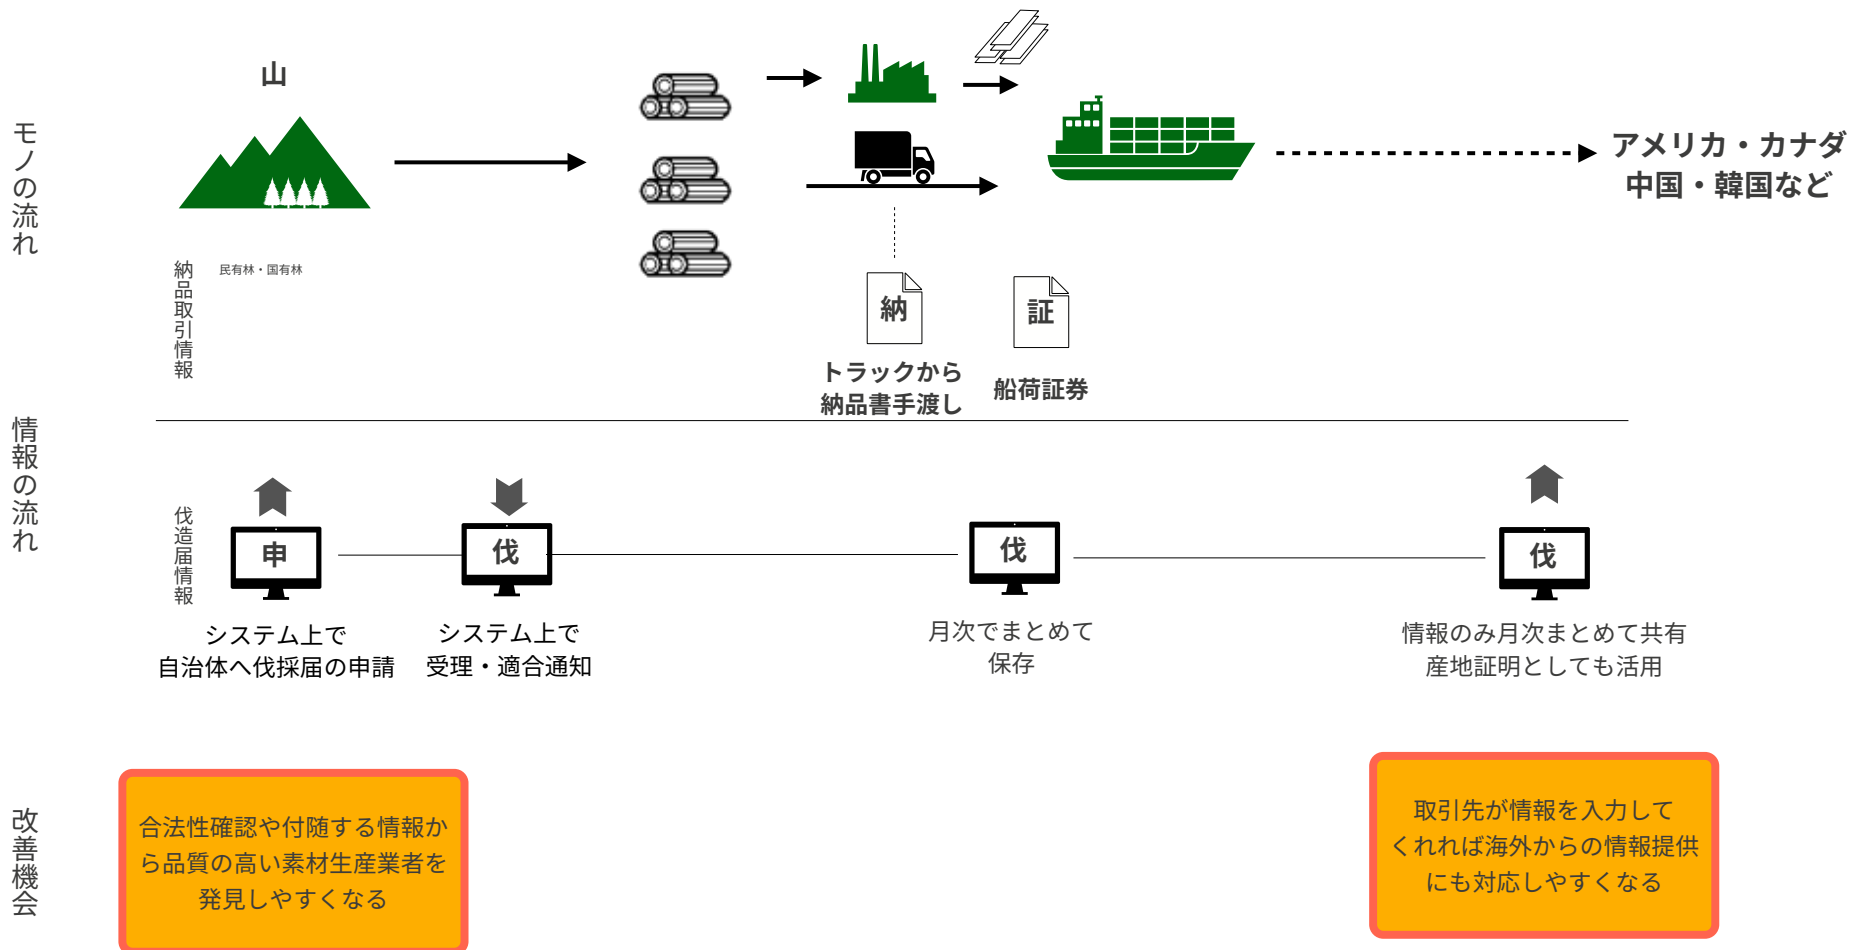 モノの流れ
山
アメリカ・カナダ
中国・韓国など
納品取引情報
民有林・国有林
納
証
トラックから
納品書手渡し
船荷証券
情報の流れ
伐造届情報
申
伐
伐
伐
システム上で
自治体へ伐採届の申請
システム上で
受理・適合通知
月次でまとめて
保存
情報のみ月次まとめて共有
産地証明としても活用
改善機会
合法性確認や付随する情報か
ら品質の高い素材生産業者を
発見しやすくなる
取引先が情報を入力して
くれれば海外からの情報提供
にも対応しやすくなる